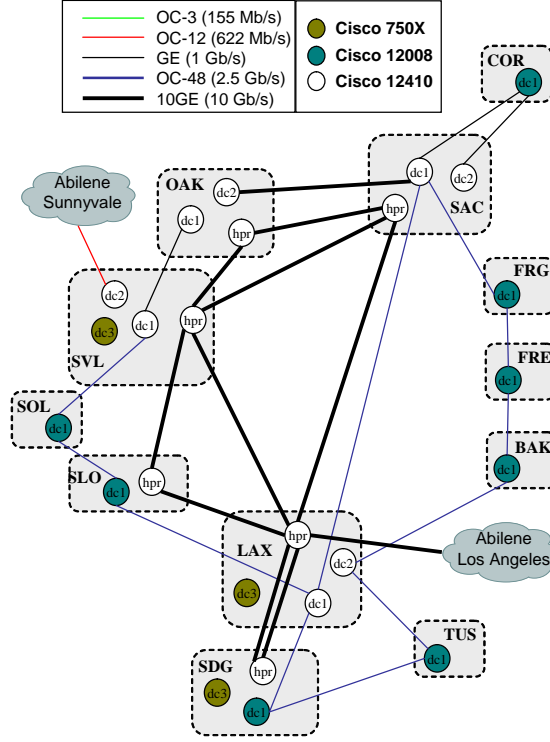 OC-3 (155 Mb/s)
OC-12 (622 Mb/s)
GE (1 Gb/s)
OC-48 (2.5 Gb/s)
10GE (10 Gb/s)
Cisco 750X
Cisco 12008
Cisco 12410
COR
dc1
OAK
dc2
dc1
hpr
dc1
dc2
hpr
SAC
Abilene
Sunnyvale
dc2
dc3
dc1
hpr
SVL
FRG
dc1
FRE
dc1
BAK
dc1
SOL
dc1
SLO
dc1
hpr
LAX
hpr
dc2
dc3
dc1
Abilene
Los Angeles
TUS
dc1
SDG
hpr
dc3
dc1